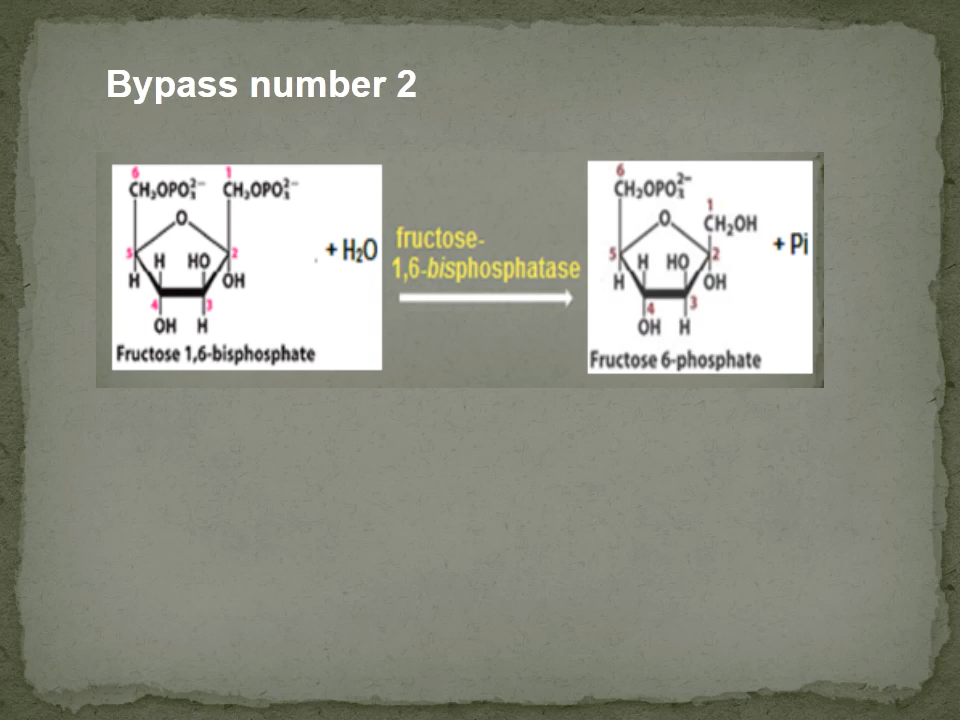 Bypass number 2
6 1
CH₂OPO₃²⁻ CH₂OPO₃²⁻
O
5 H HO 2
H OH
4 3
OH H
Fructose 1,6-bisphosphate
+ H₂O
fructose-
1,6-bisphosphatase
6
CH₂OPO₃²⁻
1
O CH₂OH
5 H HO 2
H OH
4 3
OH H
Fructose 6-phosphate
+ Pi